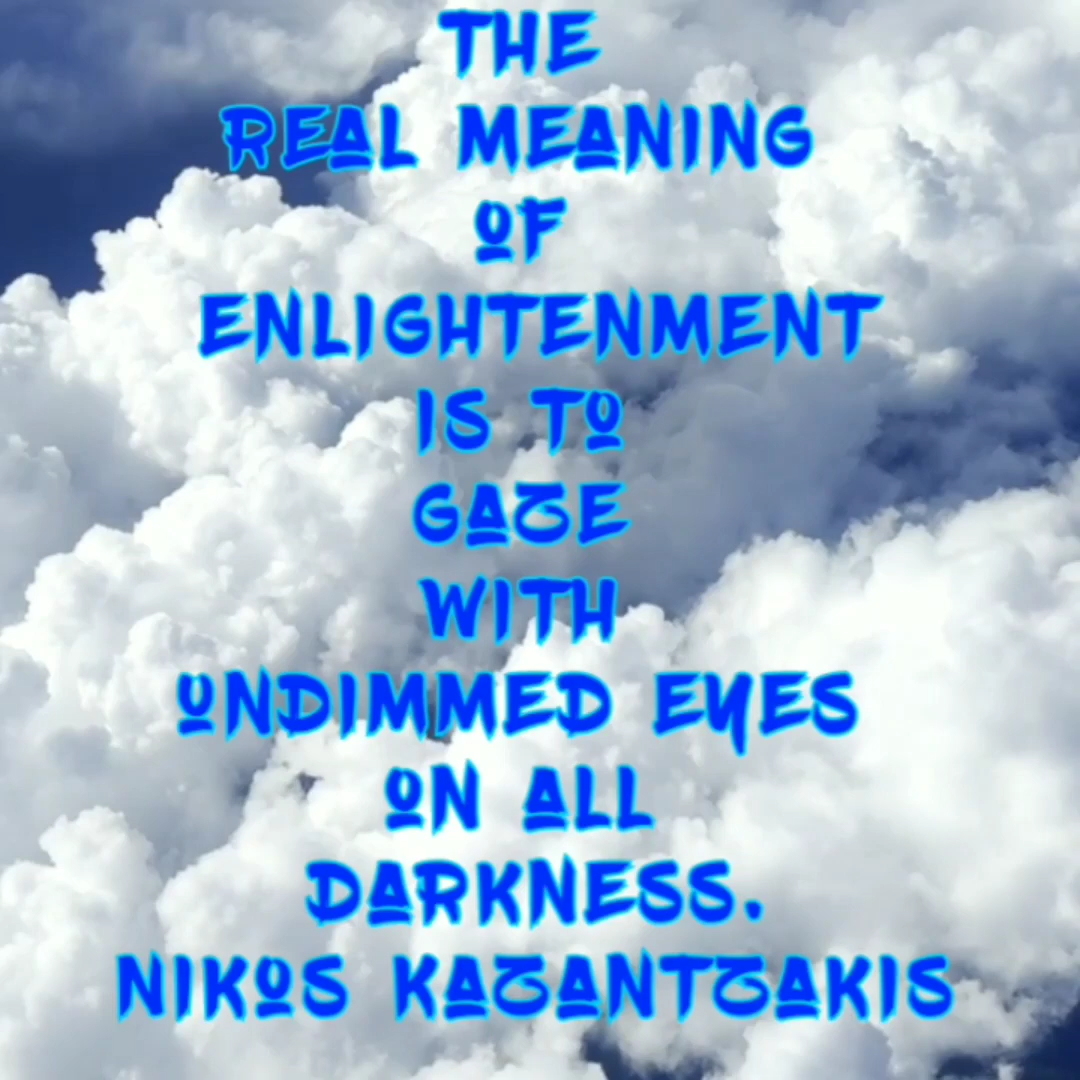 THE
REAL MEANING
OF
ENLIGHTENMENT
IS TO
GAZE
WITH
UNDIMMED EYES
ON ALL
DARKNESS.
NIKOS KAZANTZAKIS